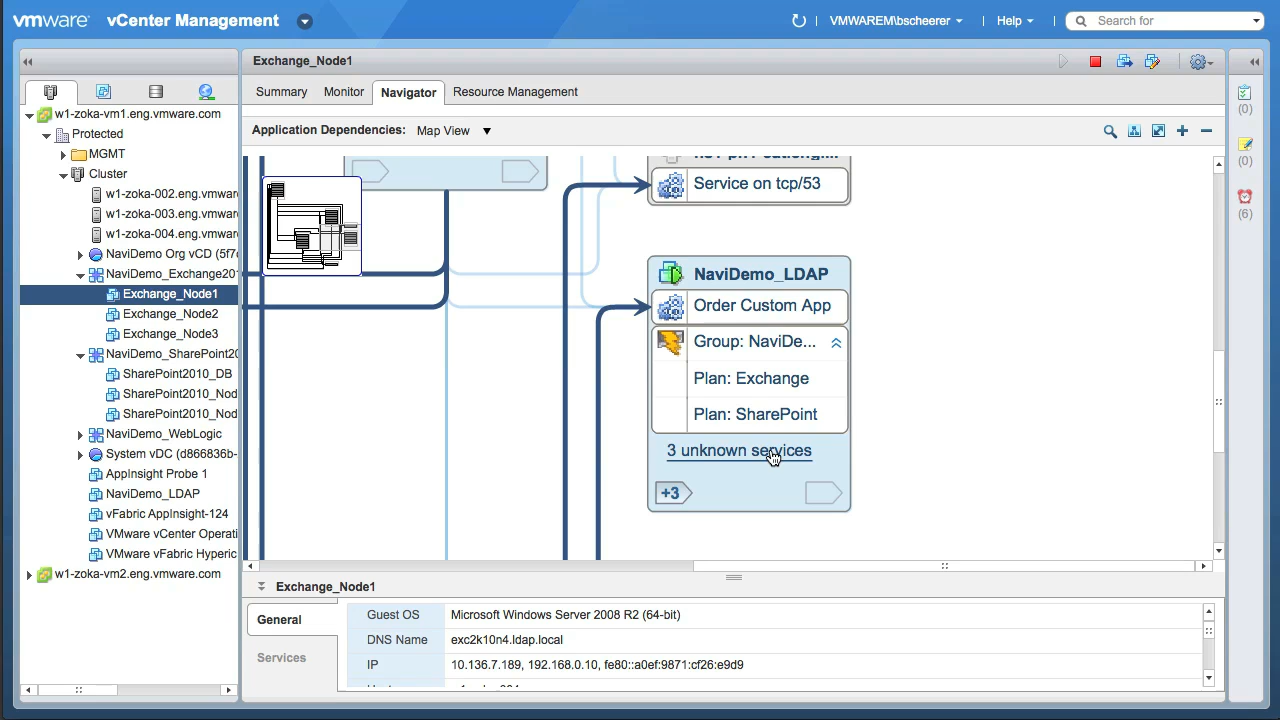 vmware vCenter Management
VMWAREM\bscheerer
Help
Search for
Exchange_Node1
Summary Monitor Navigator Resource Management
Application Dependencies: Map View
w1-zoka-vm1.eng.vmware.com
Protected
MGMT
Cluster
w1-zoka-002.eng.vmwar
w1-zoka-003.eng.vmwar
w1-zoka-004.eng.vmwar
NaviDemo Org vCD (5f7
NaviDemo_Exchange20
Exchange_Node1
Exchange_Node2
Exchange_Node3
NaviDemo_SharePoint20
SharePoint2010_DB
SharePoint2010_Nod
SharePoint2010_Nod
NaviDemo_WebLogic
System vDC (d866836b-
AppInsight Probe 1
NaviDemo_LDAP
vFabric AppInsight-124
VMware vCenter Operati
VMware vFabric Hyperic
w1-zoka-vm2.eng.vmware.com
Service on tcp/53
NaviDemo_LDAP
Order Custom App
Group: NaviDe...
Plan: Exchange
Plan: SharePoint
3 unknown services
+3
(0)
(0)
(6)
Exchange_Node1
General
Services
Guest OS Microsoft Windows Server 2008 R2 (64-bit)
DNS Name exc2k10n4.ldap.local
IP 10.136.7.189, 192.168.0.10, fe80::a0ef:9871:cf26:e9d9